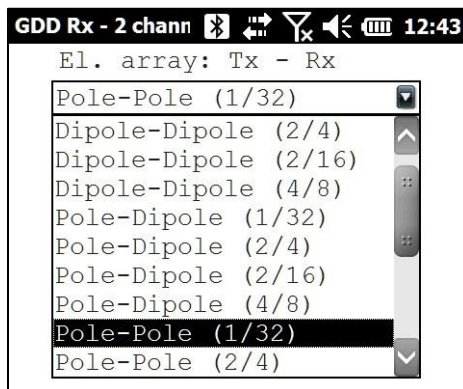 GDD Rx - 2 chann 12:43
El. array: Tx - Rx
Pole-Pole (1/32)
Dipole-Dipole (2/4)
Dipole-Dipole (2/16)
Dipole-Dipole (4/8)
Pole-Dipole (1/32)
Pole-Dipole (2/4)
Pole-Dipole (2/16)
Pole-Dipole (4/8)
Pole-Pole (1/32)
Pole-Pole (2/4)